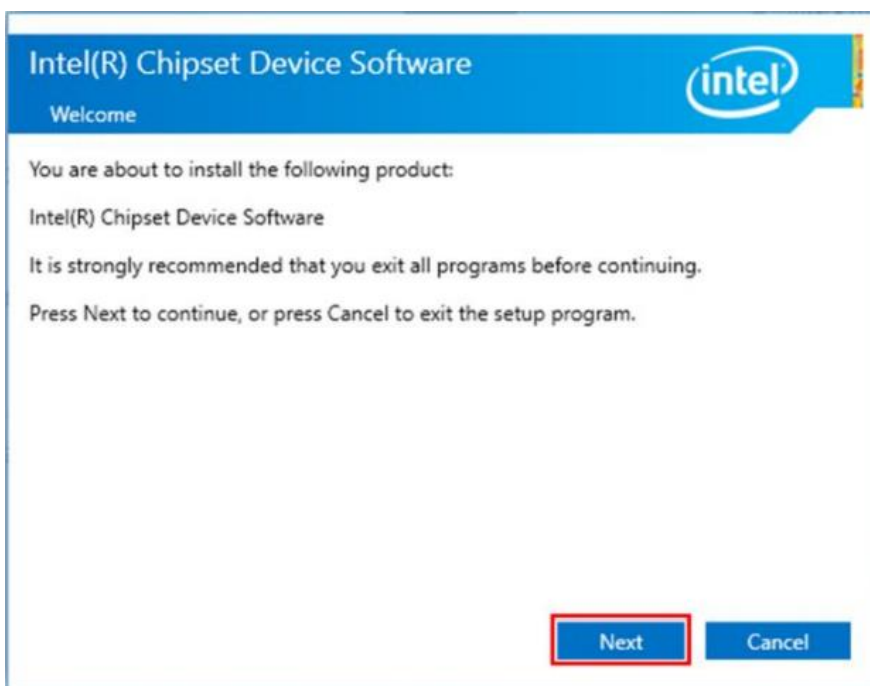 Intel(R) Chipset Device Software
intel
Welcome
You are about to install the following product:
Intel(R) Chipset Device Software
It is strongly recommended that you exit all programs before continuing.
Press Next to continue, or press Cancel to exit the setup program.
Next
Cancel